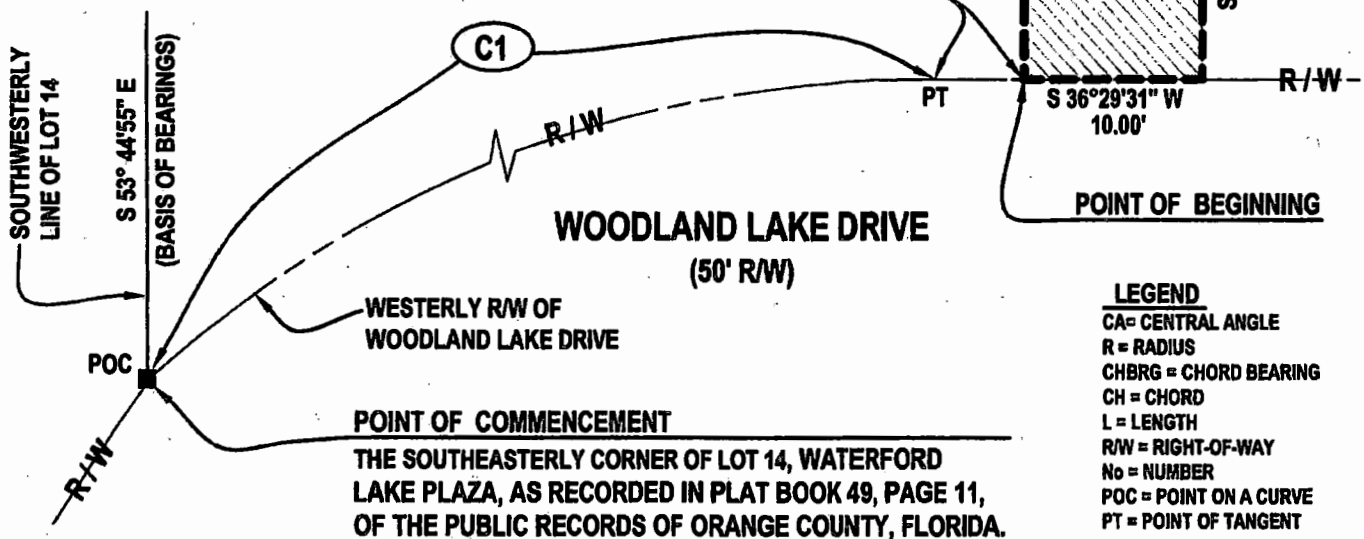 SOUTHWESTERLY
LINE OF LOT 14
S 53° 44'55" E
(BASIS OF BEARINGS)
C1
S
R/W
PT
S 36°29'31" W
10.00'
R/W
POINT OF BEGINNING
WOODLAND LAKE DRIVE
(50' R/W)
WESTERLY R/W OF
WOODLAND LAKE DRIVE
POC
R/W
POINT OF COMMENCEMENT
THE SOUTHEASTERLY CORNER OF LOT 14, WATERFORD
LAKE PLAZA, AS RECORDED IN PLAT BOOK 49, PAGE 11,
OF THE PUBLIC RECORDS OF ORANGE COUNTY, FLORIDA.
LEGEND
CA= CENTRAL ANGLE
R = RADIUS
CHBRG = CHORD BEARING
CH = CHORD
L = LENGTH
R/W = RIGHT-OF-WAY
No = NUMBER
POC = POINT ON A CURVE
PT = POINT OF TANGENT